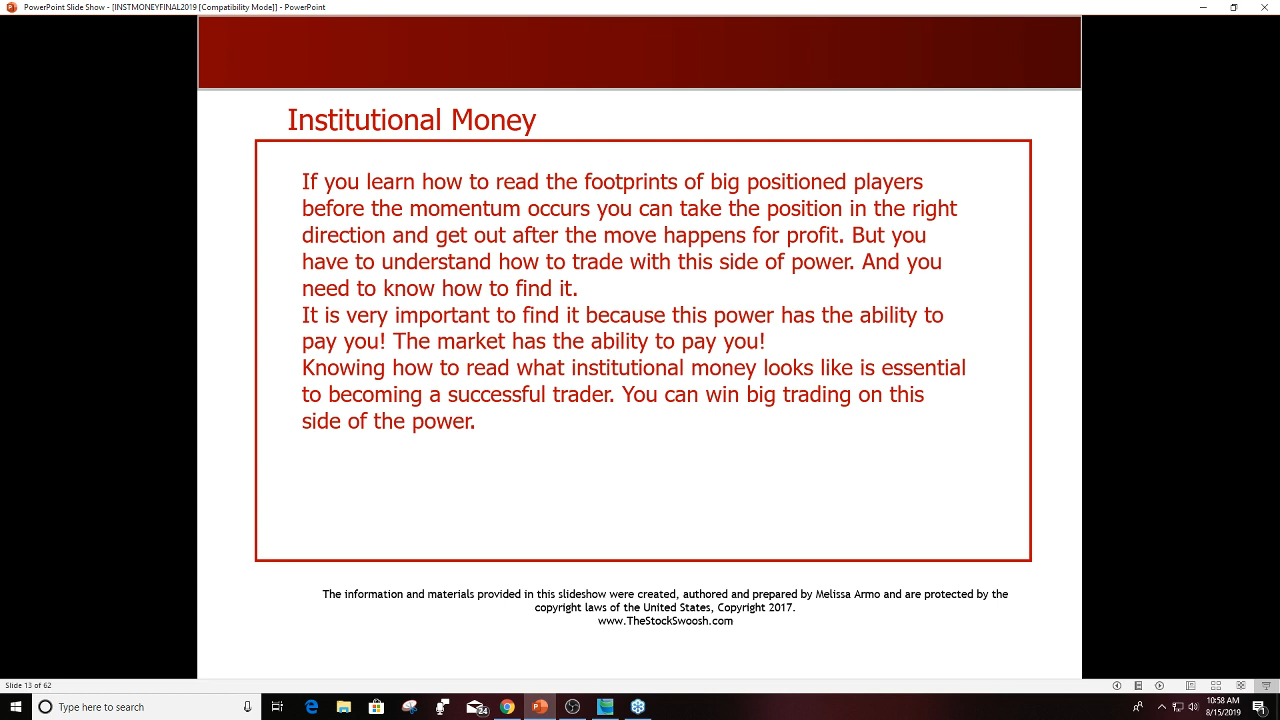 PowerPoint Slide Show - [INSTMONEYFINAL2019 [Compatibility Mode]] - PowerPoint
Institutional Money
If you learn how to read the footprints of big positioned players
before the momentum occurs you can take the position in the right
direction and get out after the move happens for profit. But you
have to understand how to trade with this side of power. And you
need to know how to find it.
It is very important to find it because this power has the ability to
pay you! The market has the ability to pay you!
Knowing how to read what institutional money looks like is essential
to becoming a successful trader. You can win big trading on this
side of the power.
The information and materials provided in this slideshow were created, authored and prepared by Melissa Armo and are protected by the
copyright laws of the United States, Copyright 2017.
www.TheStockSwoosh.com
Slide 13 of 62
Type here to search
24
10:58 AM
8/15/2019
1